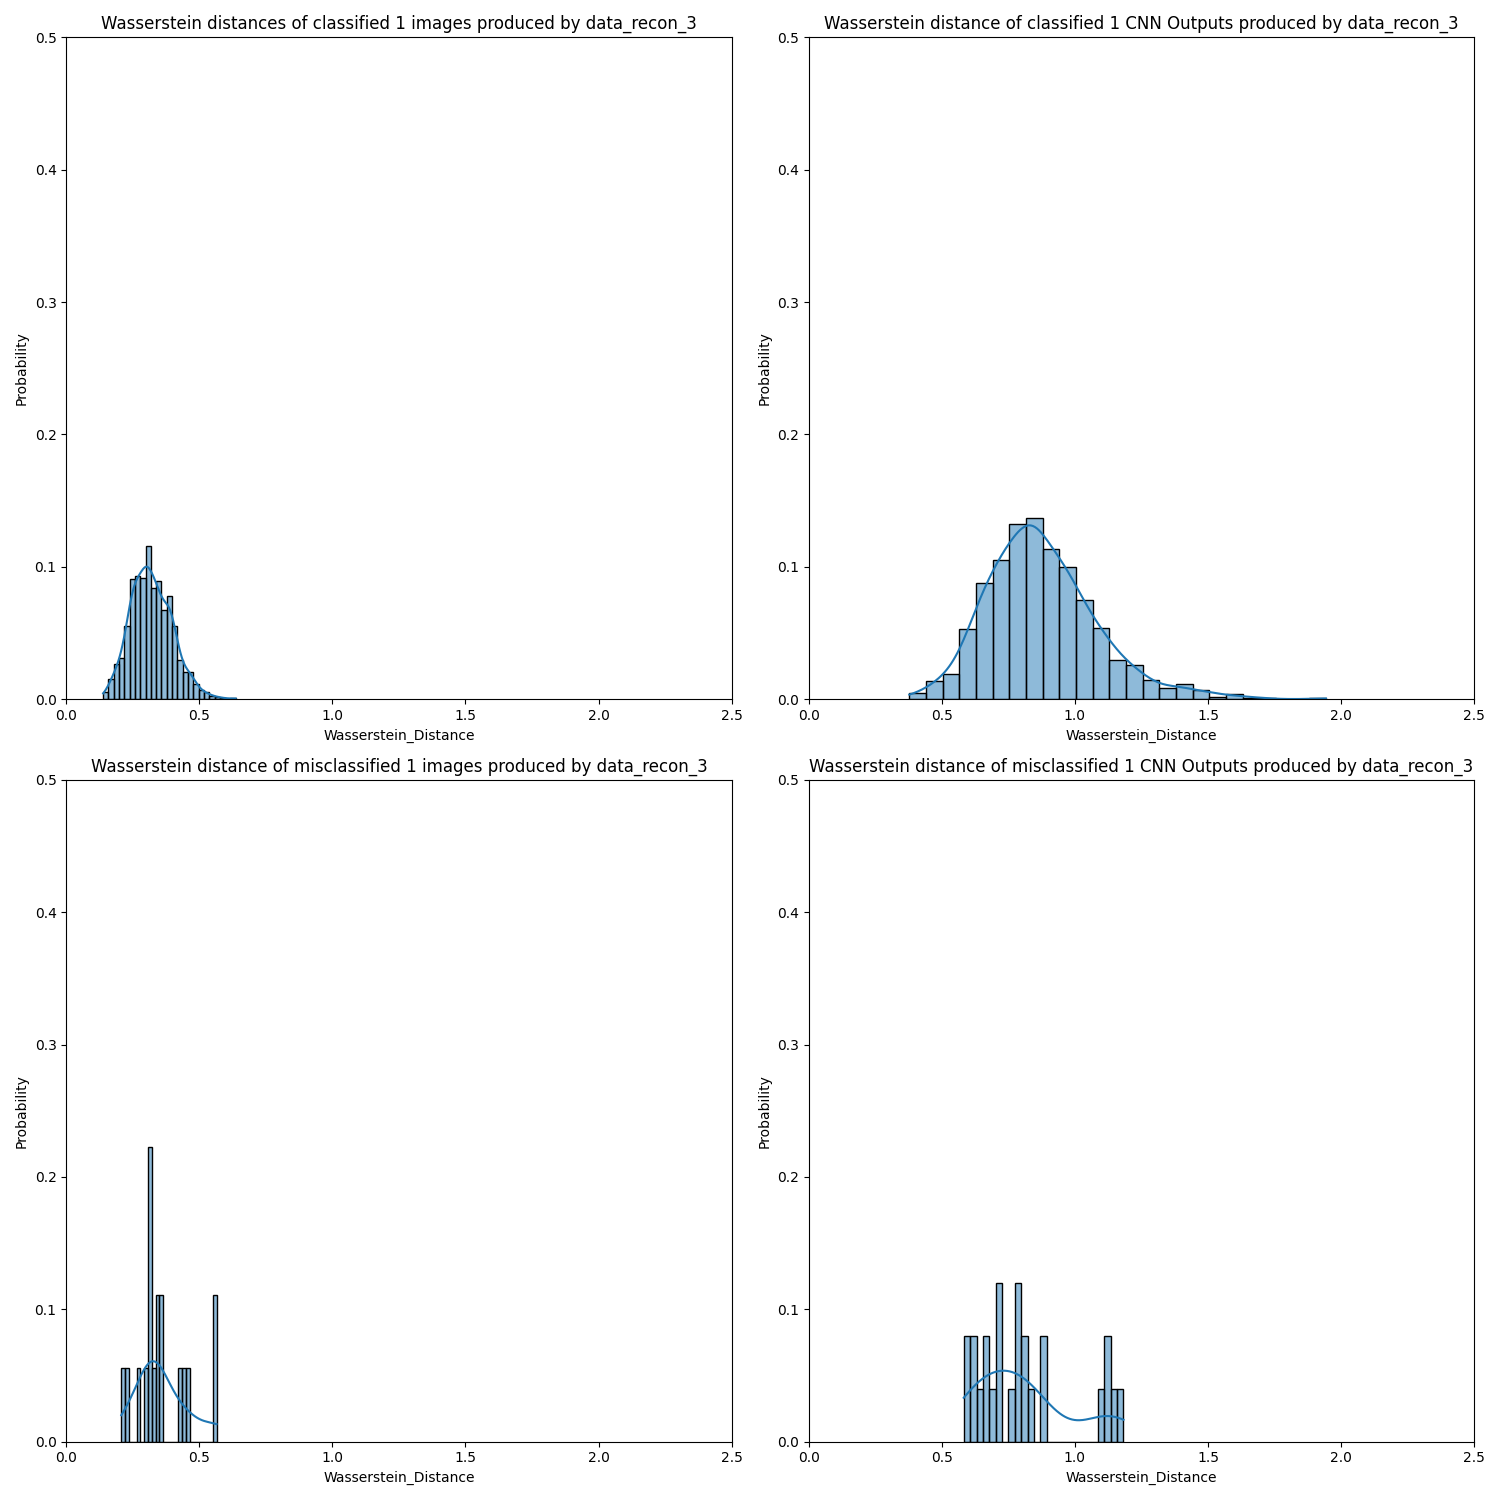 Wasserstein distances of classified 1 images produced by data_recon_3
0.5
0.4
0.3
0.2
0.1
0.0
Probability
0.0 0.5 1.0 1.5 2.0 2.5
Wasserstein_Distance
Wasserstein distance of classified 1 CNN Outputs produced by data_recon_3
0.5
0.4
0.3
0.2
0.1
0.0
Probability
0.0 0.5 1.0 1.5 2.0 2.5
Wasserstein_Distance
Wasserstein distance of misclassified 1 images produced by data_recon_3
0.5
0.4
0.3
0.2
0.1
0.0
Probability
0.0 0.5 1.0 1.5 2.0 2.5
Wasserstein_Distance
Wasserstein distance of misclassified 1 CNN Outputs produced by data_recon_3
0.5
0.4
0.3
0.2
0.1
0.0
Probability
0.0 0.5 1.0 1.5 2.0 2.5
Wasserstein_Distance